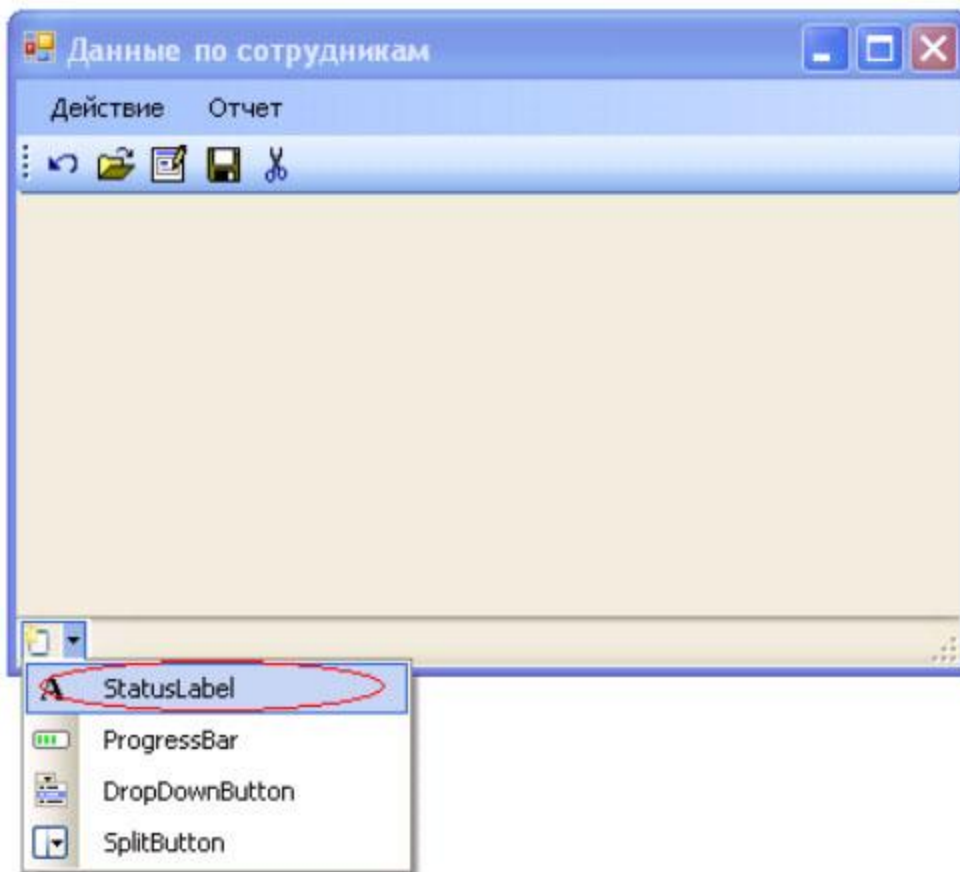 Данные по сотрудникам
Действие Отчет
StatusLabel
ProgressBar
DropDownButton
SplitButton